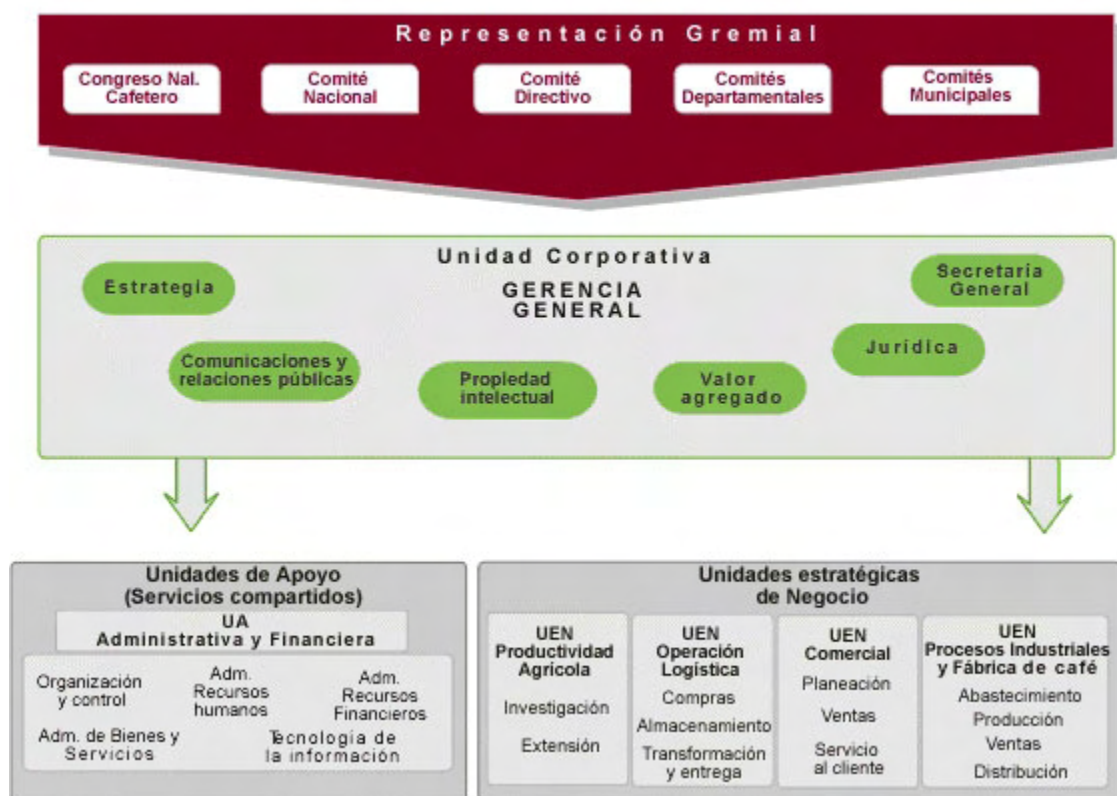 Representación Gremial
Congreso Nal.
Cafetero
Comité
Nacional
Comité
Directivo
Comités
Departamentales
Comités
Municipales
Unidad Corporativa
GERENCIA
GENERAL
Estrategia
Comunicaciones y
relaciones públicas
Propiedad
intelectual
Valor
agregado
Jurídica
Secretaría
General
Unidades de Apoyo
(Servicios compartidos)
UA
Administrativa y Financiera
Organización
y control
Adm.
Recursos
humanos
Adm.
Recursos
Financieros
Adm. de Bienes y
Servicios
Tecnología de
la información
Unidades estratégicas
de Negocio
UEN
Productividad
Agrícola
Investigación
Extensión
UEN
Operación
Logística
Compras
Almacenamiento
Transformación
y entrega
UEN
Comercial
Planeación
Ventas
Servicio
al cliente
UEN
Procesos Industriales
y Fábrica de café
Abastecimiento
Producción
Ventas
Distribución